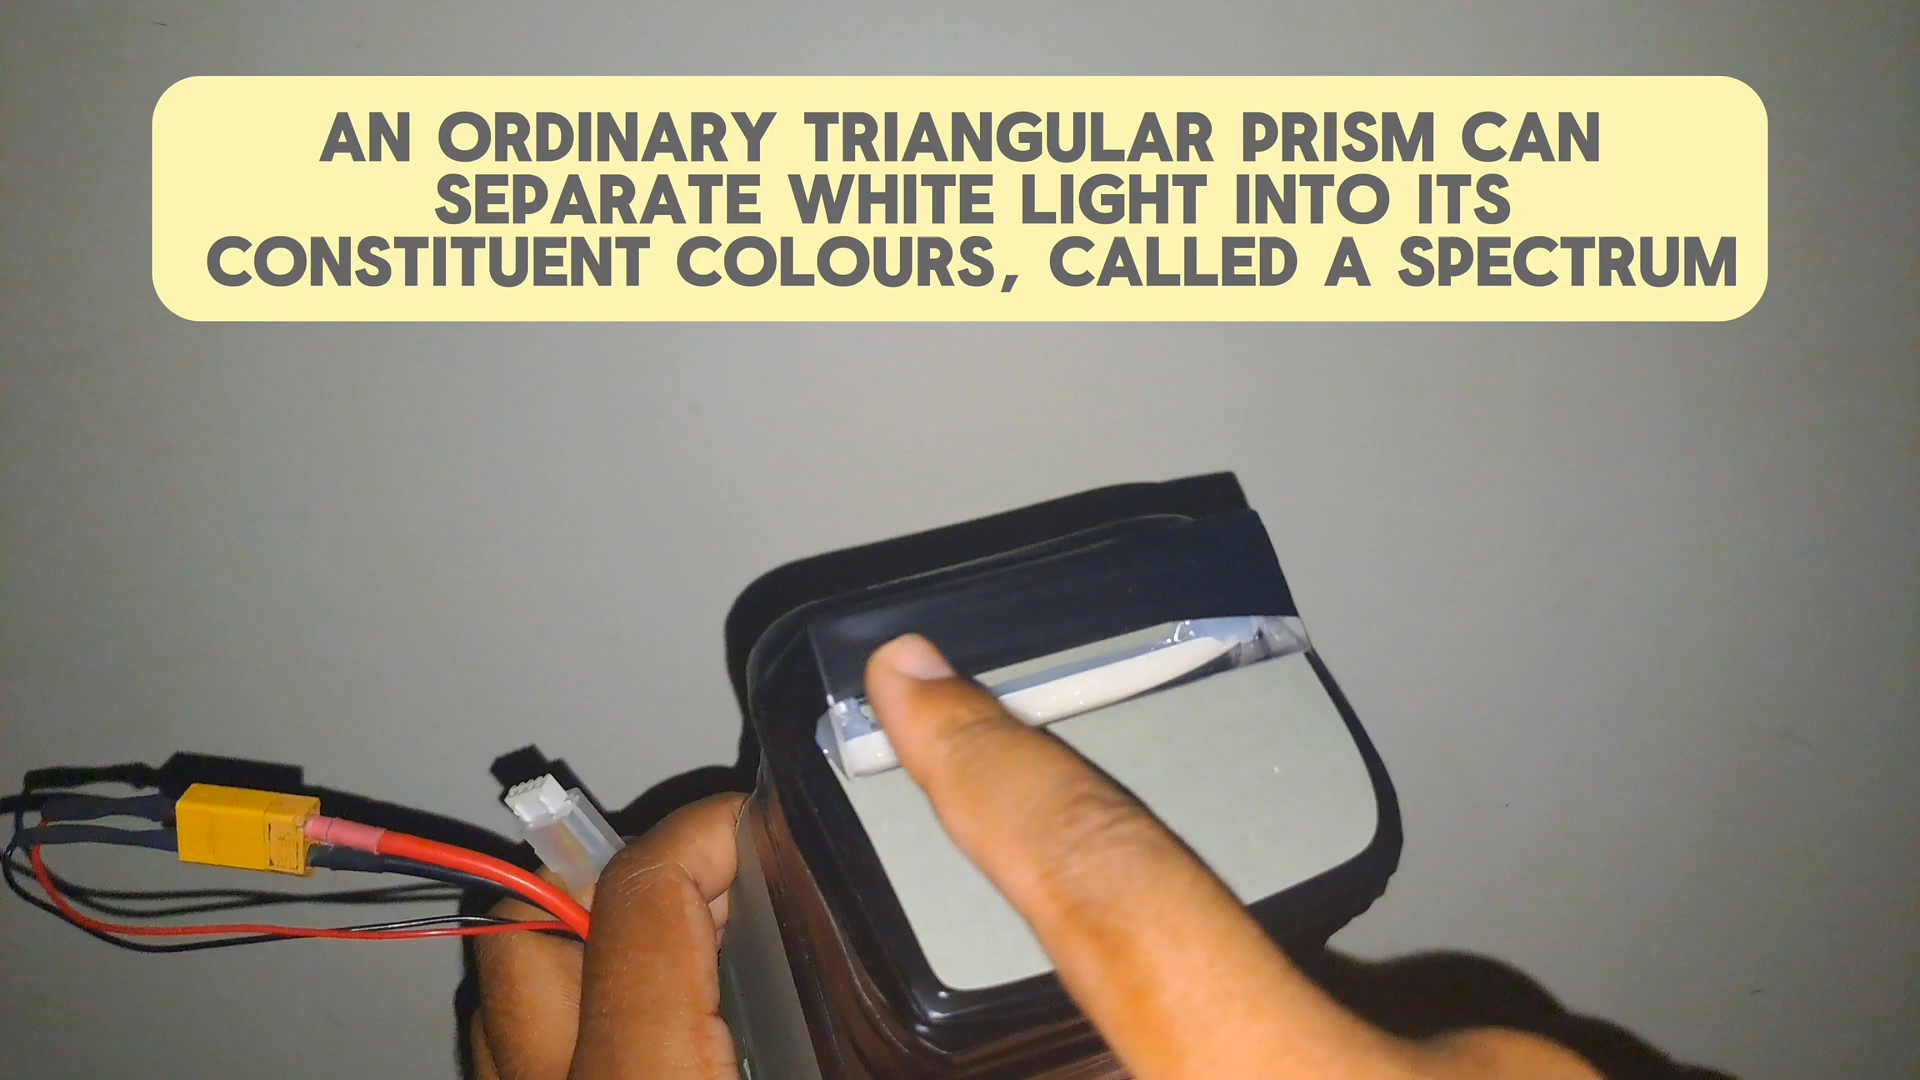 AN ORDINARY TRIANGULAR PRISM CAN
SEPARATE WHITE LIGHT INTO ITS
CONSTITUENT COLOURS, CALLED A SPECTRUM